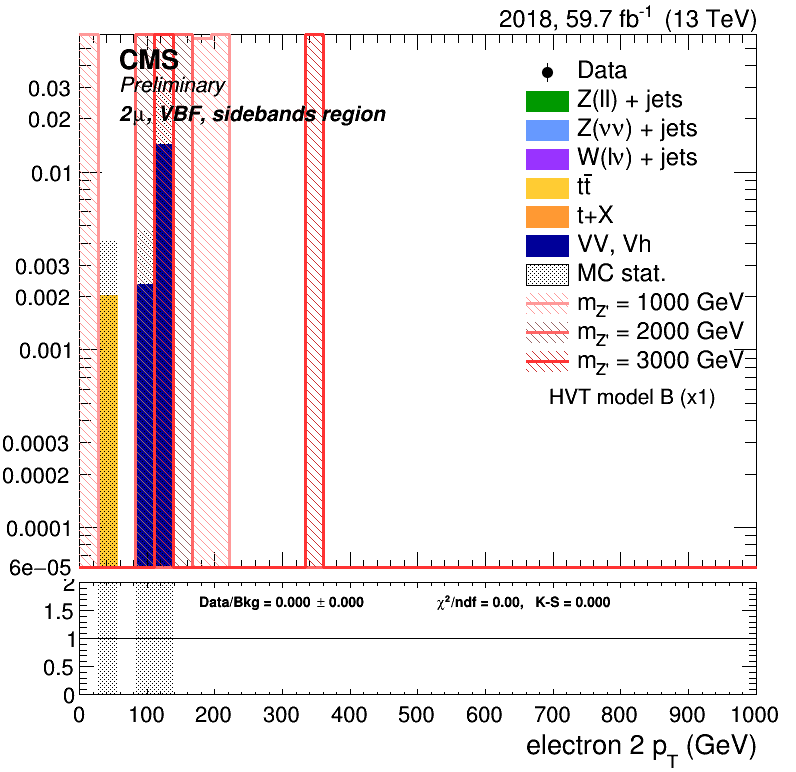 2018, 59.7 fb⁻¹ (13 TeV)
CMS
Preliminary
2μ, VBF, sidebands region
Data
Z(ll) + jets
Z(νν) + jets
W(lν) + jets
tt̄
t+X
VV, Vh
MC stat.
m_Z' = 1000 GeV
m_Z' = 2000 GeV
m_Z' = 3000 GeV
HVT model B (x1)
0.03
0.02
0.01
0.003
0.002
0.001
0.0003
0.0002
0.0001
6e−05
Data/Bkg = 0.000 ± 0.000 χ²/ndf = 0.00, K-S = 0.000
2
1.5
1
0.5
0
0 100 200 300 400 500 600 700 800 900 1000
electron 2 p_T (GeV)